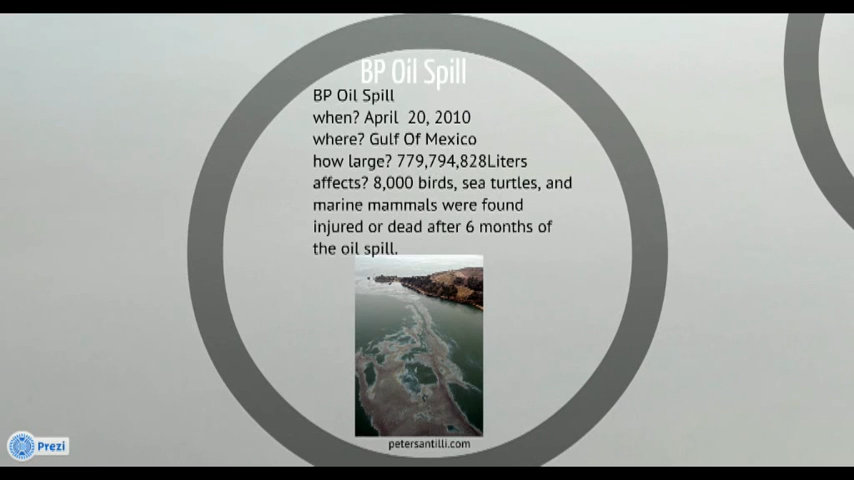 BP Oil Spill
BP Oil Spill
when? April 20, 2010
where? Gulf Of Mexico
how large? 779,794,828Liters
affects? 8,000 birds, sea turtles, and
marine mammals were found
injured or dead after 6 months of
the oil spill.
petersantilli.com
Prezi